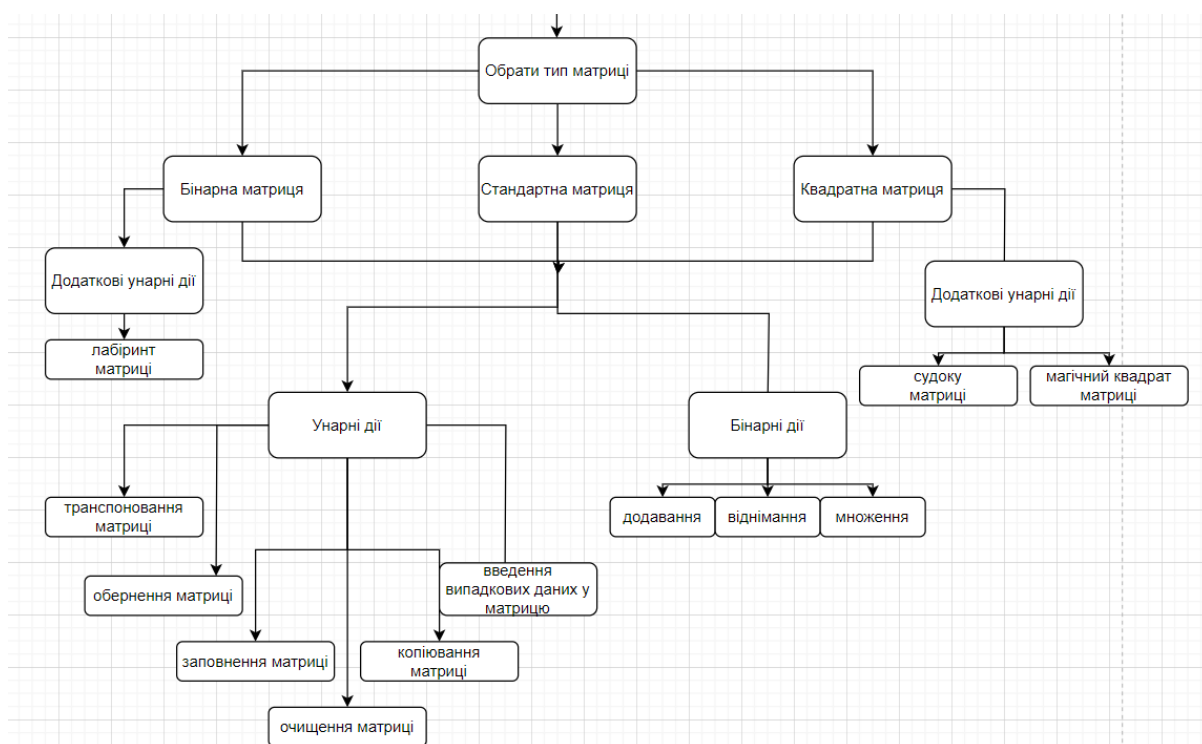 Обрати тип матриці
Бінарна матриця
Стандартна матриця
Квадратна матриця
Додаткові унарні дії
Додаткові унарні дії
лабіринт
матриці
судоку
матриці
магічний квадрат
матриці
Унарні дії
Бінарні дії
транспоновання
матриці
додавання
віднімання
множення
обернення матриці
введення
випадкових даних у
матрицю
заповнення матриці
копіювання
матриці
очищення матриці